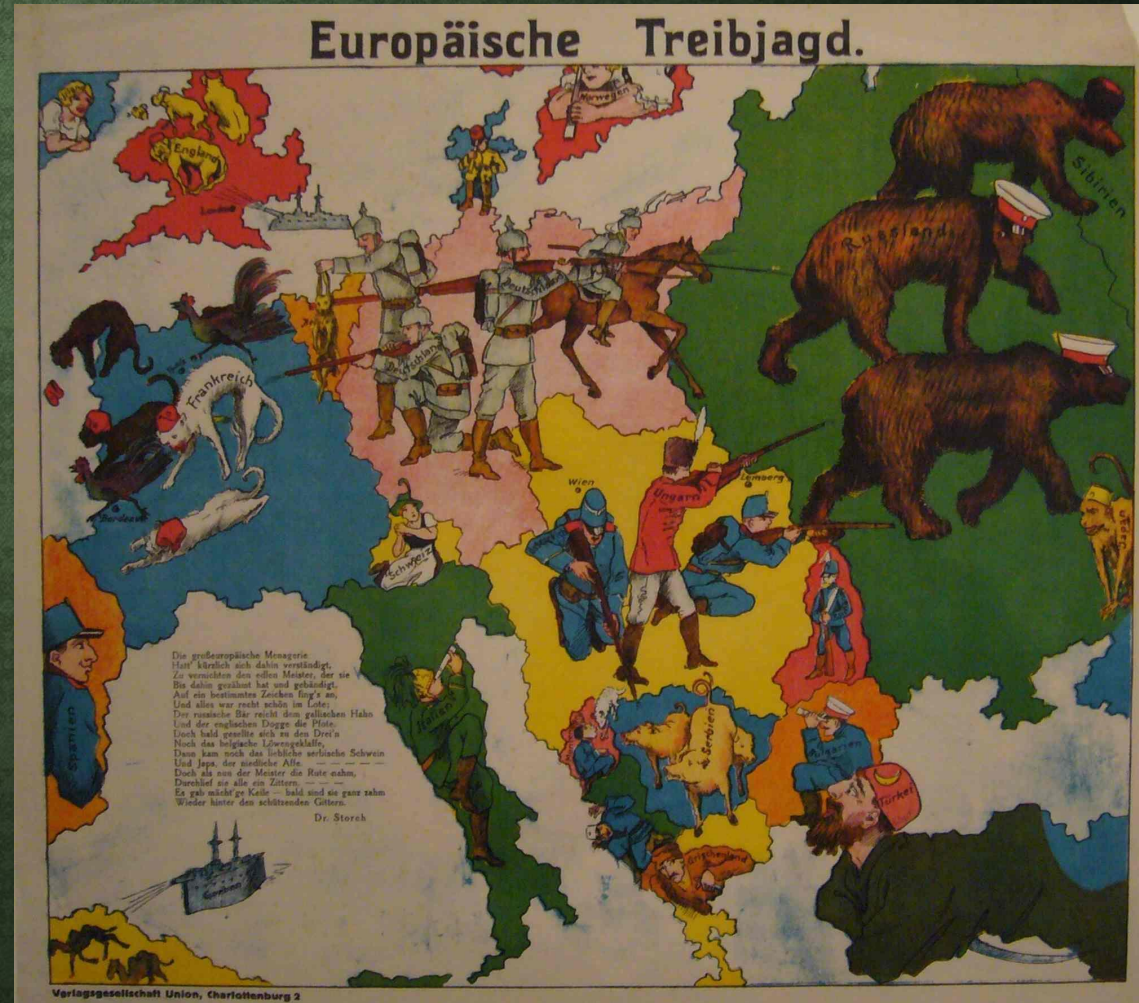 Europäische Treibjagd.
Norwegen
England
London
Sibirien
Russland
Deutschland
Deutschland
Frankreich
Bordeaux
Wien
Lemberg
Ungarn
Japan
Schweiz
Spanien
Italien
Serbien
Bulgarien
Türkei
Griechenland
Die großeuropäische Menagerie
Hatt' kürzlich sich dahin verständigt,
Zu vernichten den edlen Meister, der sie
Bis dahin gezähmt hat und gebändigt.
Auf ein bestimmtes Zeichen fing's an,
Und alles war recht schön im Lote;
Der russische Bär reicht dem gallischen Hahn
Und der englischen Dogge die Pfote.
Doch bald gesellte sich zu den Drei'n
Noch das belgische Löwengekläffe,
Dann kam noch das liebliche serbische Schwein
Und Japs, der niedliche Affe. — — — —
Doch als nun der Meister die Rute nahm,
Durchlief sie alle ein Zittern. — — —
Es gab mächt'ge Keile — bald sind sie ganz zahm
Wieder hinter den schützenden Gittern.
Dr. Storch
Verlagsgesellschaft Union, Charlottenburg 2